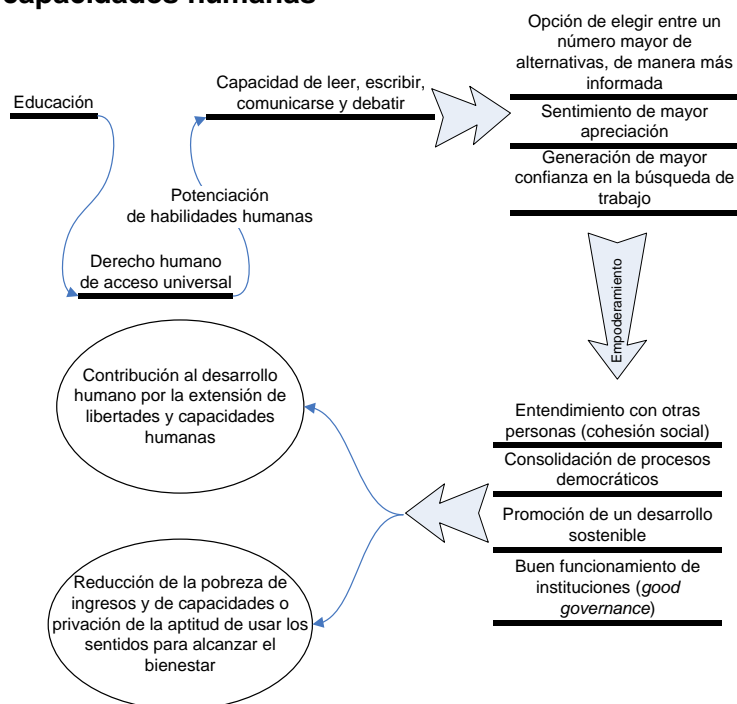 capacidades humanas
Educación
Derecho humano
de acceso universal
Potenciación
de habilidades humanas
Capacidad de leer, escribir,
comunicarse y debatir
Opción de elegir entre un
número mayor de
alternativas, de manera más
informada
Sentimiento de mayor
apreciación
Generación de mayor
confianza en la búsqueda de
trabajo
Empoderamiento
Entendimiento con otras
personas (cohesión social)
Consolidación de procesos
democráticos
Promoción de un desarrollo
sostenible
Buen funcionamiento de
instituciones (good
governance)
Contribución al desarrollo
humano por la extensión de
libertades y capacidades
humanas
Reducción de la pobreza de
ingresos y de capacidades o
privación de la aptitud de usar los
sentidos para alcanzar el
bienestar